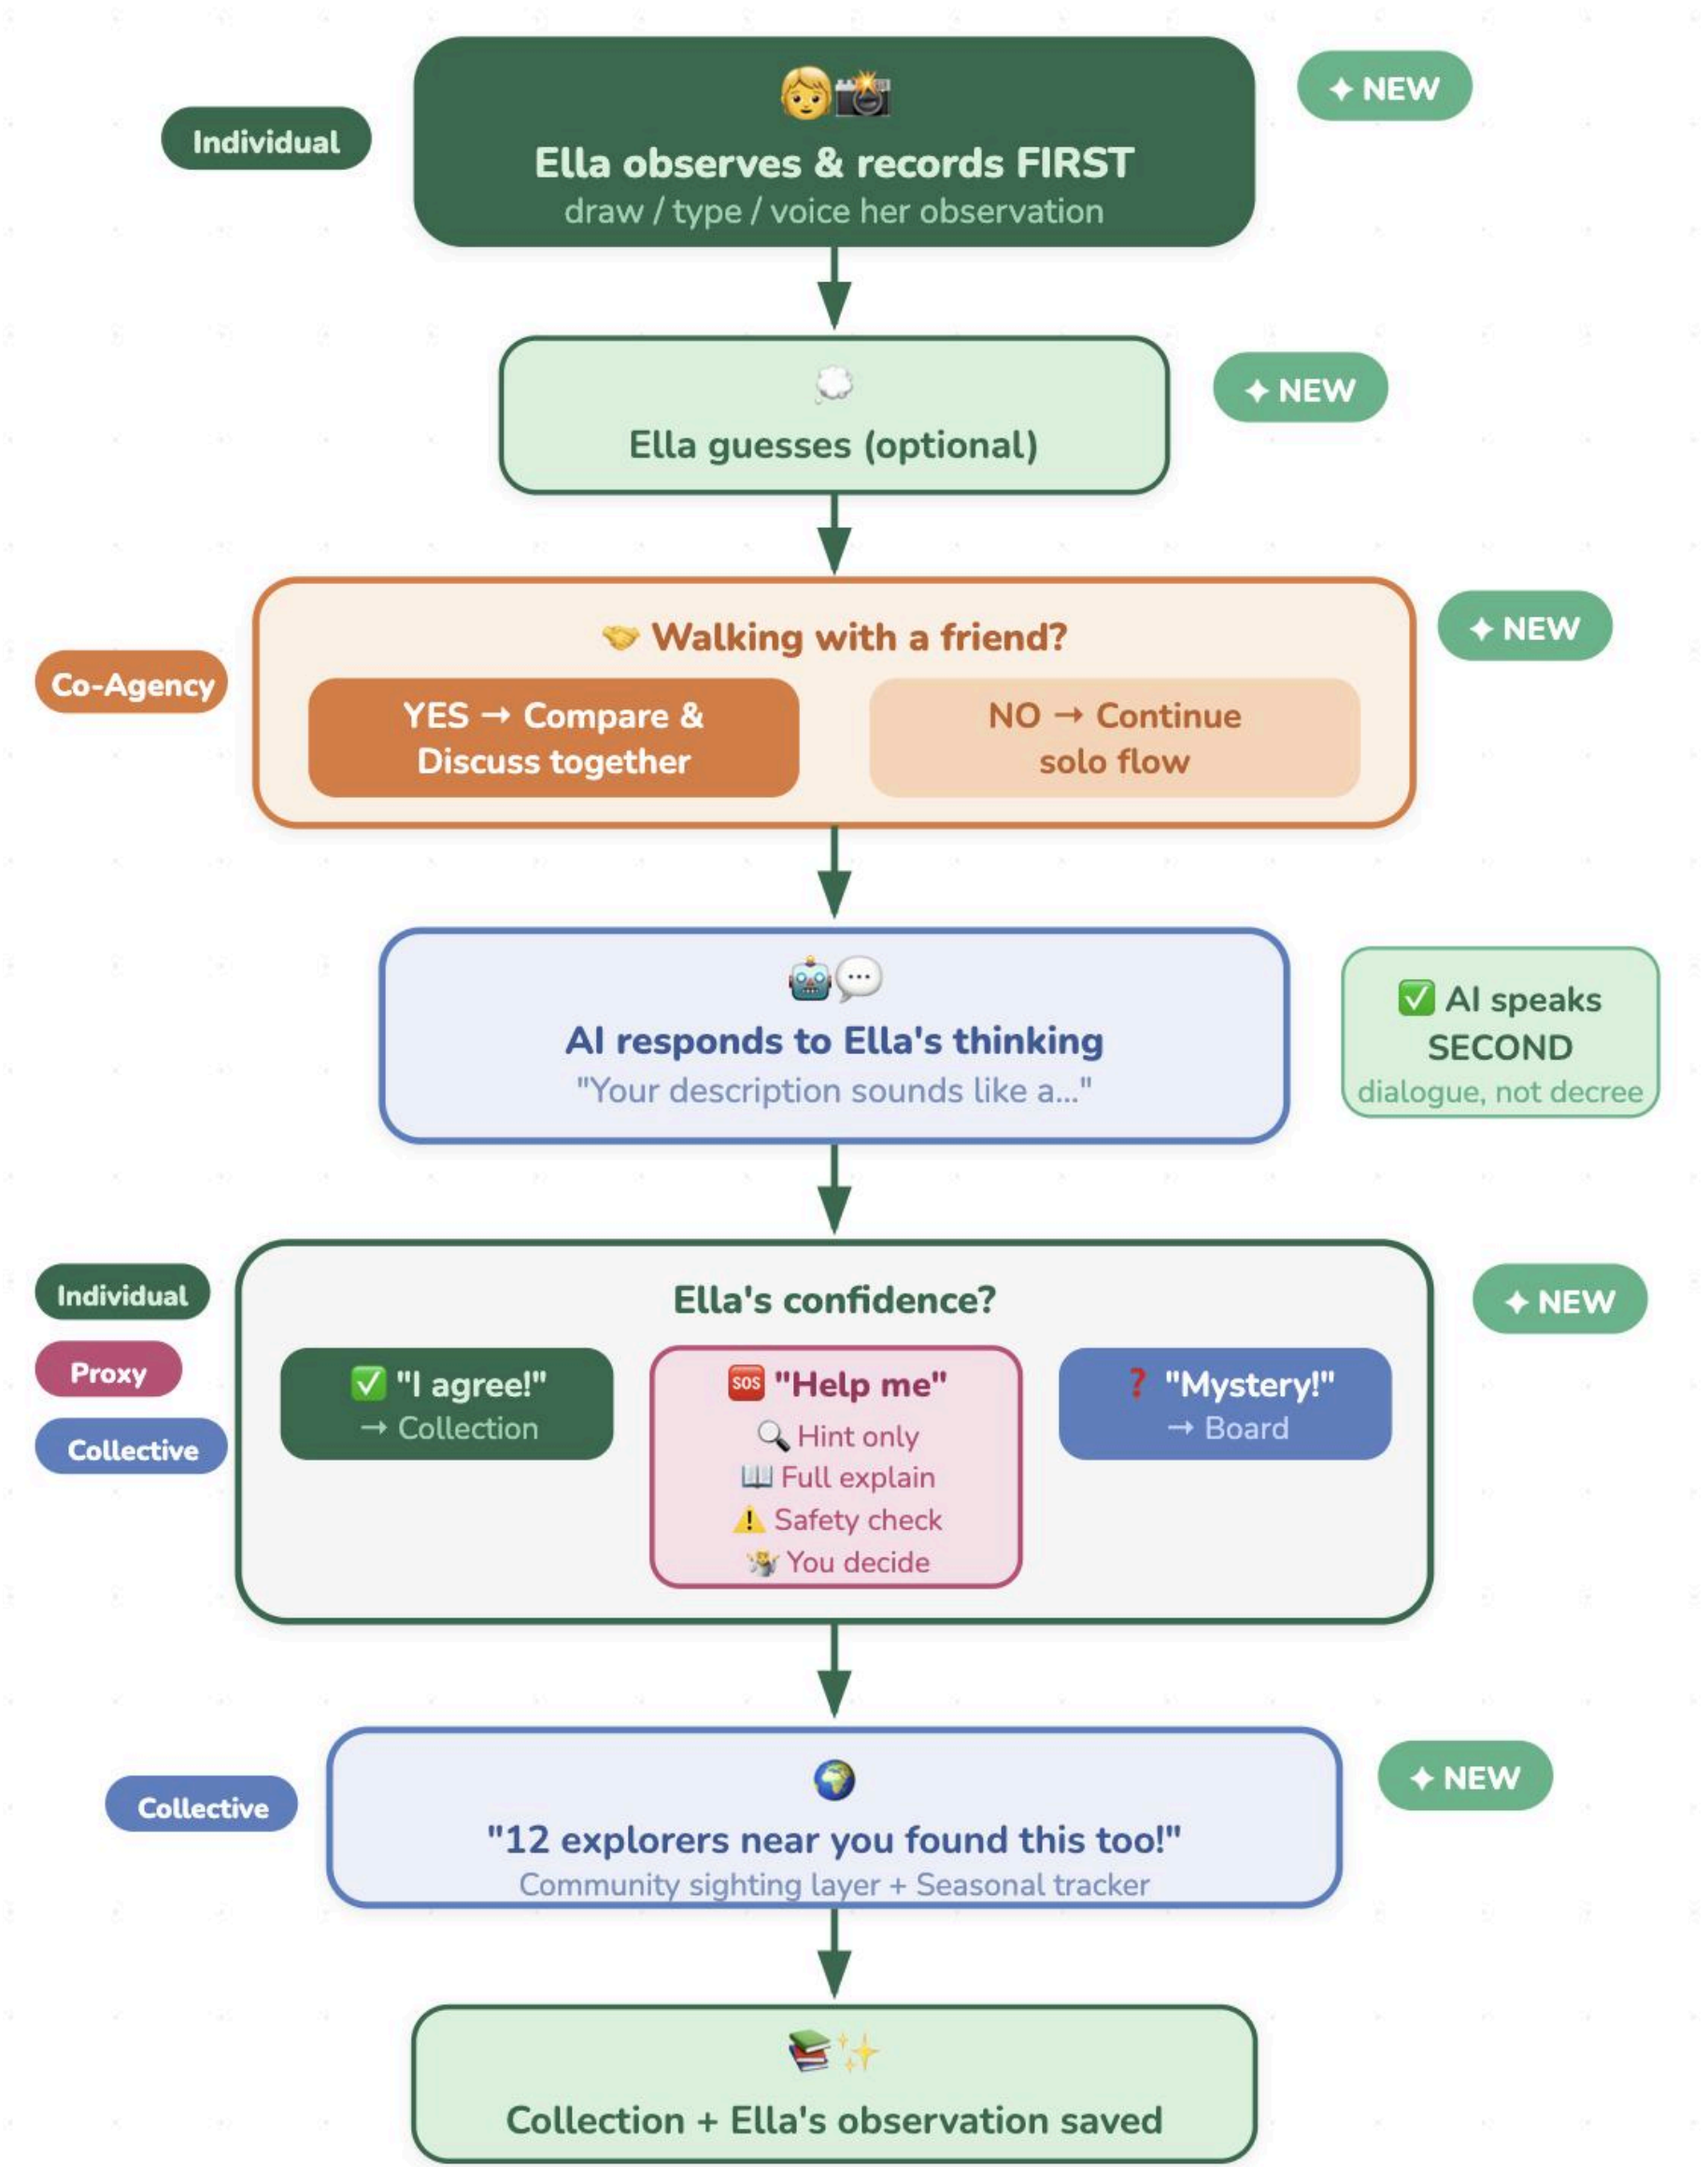 Individual
Ella observes & records FIRST
draw / type / voice her observation
✦ NEW
Ella guesses (optional)
✦ NEW
Co-Agency
Walking with a friend?
YES → Compare &
Discuss together
NO → Continue
solo flow
✦ NEW
AI responds to Ella's thinking
"Your description sounds like a..."
✅ AI speaks
SECOND
dialogue, not decree
Individual
Proxy
Collective
Ella's confidence?
✅ "I agree!"
→ Collection
🆘 "Help me"
Hint only
Full explain
Safety check
You decide
❓ "Mystery!"
→ Board
✦ NEW
Collective
"12 explorers near you found this too!"
Community sighting layer + Seasonal tracker
✦ NEW
Collection + Ella's observation saved